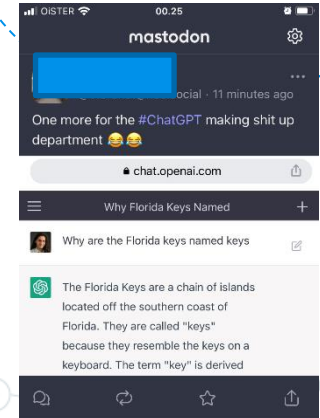 OiSTER 00.25
mastodon
ocial · 11 minutes ago
One more for the #ChatGPT making shit up
department 😂😂
chat.openai.com
Why Florida Keys Named
Why are the Florida keys named keys
The Florida Keys are a chain of islands
located off the southern coast of
Florida. They are called "keys"
because they resemble the keys on a
keyboard. The term "key" is derived